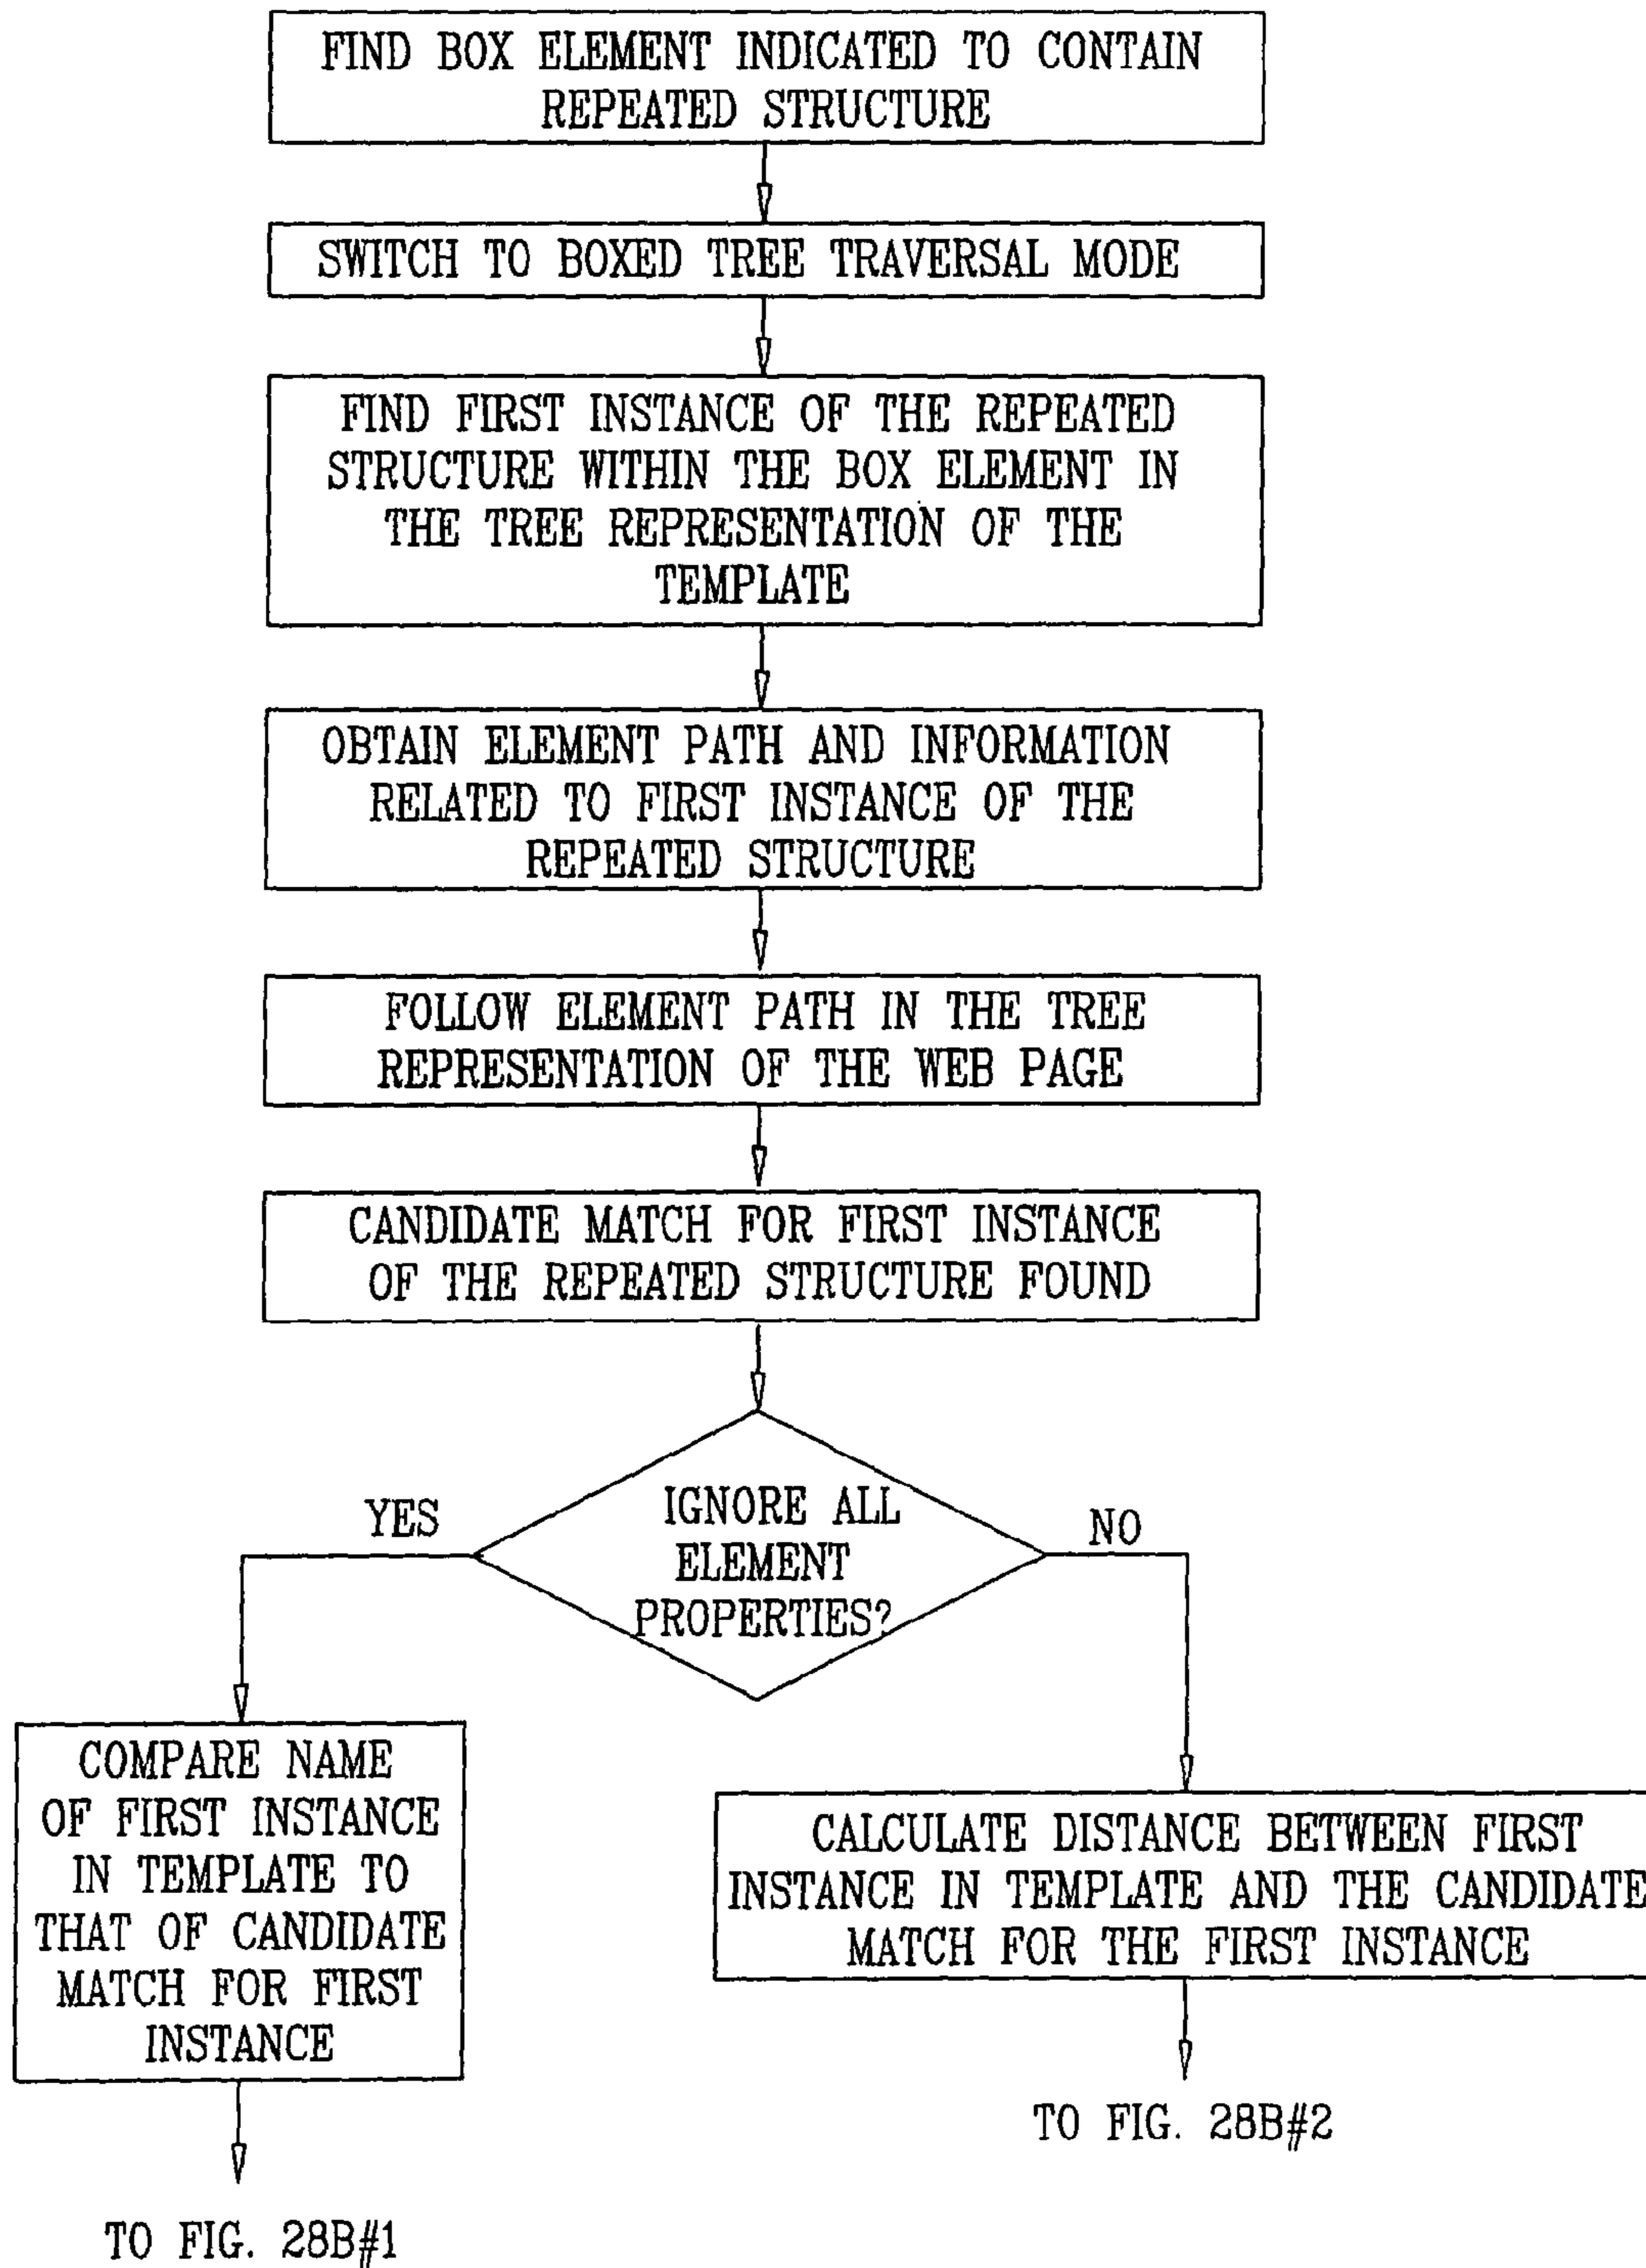 FIND BOX ELEMENT INDICATED TO CONTAIN
REPEATED STRUCTURE
SWITCH TO BOXED TREE TRAVERSAL MODE
FIND FIRST INSTANCE OF THE REPEATED
STRUCTURE WITHIN THE BOX ELEMENT IN
THE TREE REPRESENTATION OF THE
TEMPLATE
OBTAIN ELEMENT PATH AND INFORMATION
RELATED TO FIRST INSTANCE OF THE
REPEATED STRUCTURE
FOLLOW ELEMENT PATH IN THE TREE
REPRESENTATION OF THE WEB PAGE
CANDIDATE MATCH FOR FIRST INSTANCE
OF THE REPEATED STRUCTURE FOUND
IGNORE ALL
ELEMENT
PROPERTIES?
YES
NO
COMPARE NAME
OF FIRST INSTANCE
IN TEMPLATE TO
THAT OF CANDIDATE
MATCH FOR FIRST
INSTANCE
CALCULATE DISTANCE BETWEEN FIRST
INSTANCE IN TEMPLATE AND THE CANDIDATE
MATCH FOR THE FIRST INSTANCE
TO FIG. 28B#2
TO FIG. 28B#1